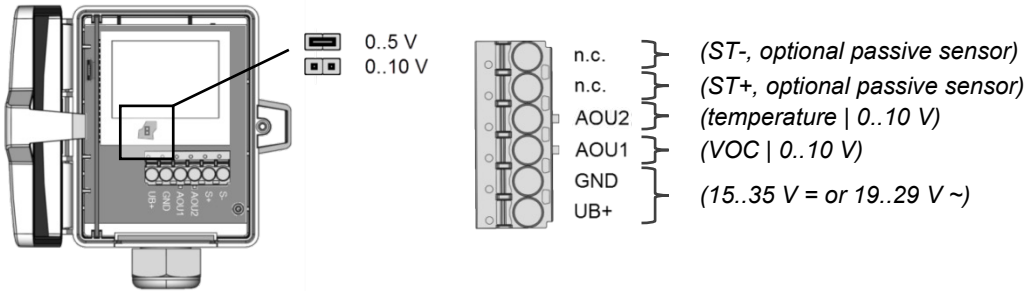 0..5 V
0..10 V
UB+
GND
AOU1
AOU2
S+
S-
n.c. (ST-, optional passive sensor)
n.c. (ST+, optional passive sensor)
AOU2 (temperature | 0..10 V)
AOU1 (VOC | 0..10 V)
GND
UB+
(15..35 V = or 19..29 V ~)